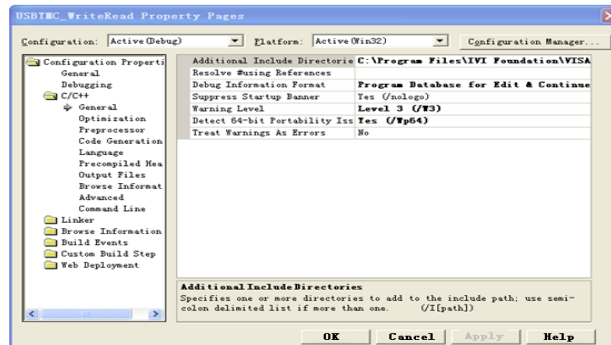 USBTMC_WriteRead Property Pages
Configuration: Active(Debug) Platform: Active(Win32) Configuration Manager...
Configuration Properti
General
Debugging
C/C++
General
Optimization
Preprocessor
Code Generation
Language
Precompiled Hea
Output Files
Browse Informat
Advanced
Command Line
Linker
Browse Information
Build Events
Custom Build Step
Web Deployment
Additional Include Directorie C:\Program Files\IVI Foundation\VISA
Resolve #using References
Debug Information Format Program Database for Edit & Continue
Suppress Startup Banner Yes (/nologo)
Warning Level Level 3 (/W3)
Detect 64-bit Portability Iss Yes (/Wp64)
Treat Warnings As Errors No
Additional Include Directories
Specifies one or more directories to add to the include path; use semi-
colon delimited list if more than one. (/I[path])
OK Cancel Apply Help